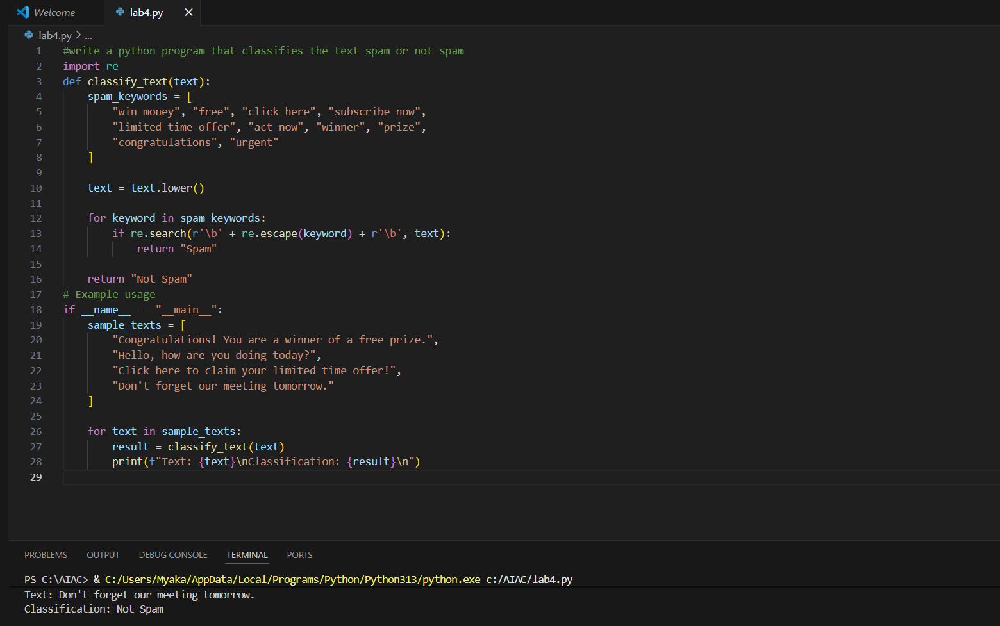 Welcome
lab4.py
lab4.py > ...
1 #write a python program that classifies the text spam or not spam
2 import re
3 def classify_text(text):
4     spam_keywords = [
5         "win money", "free", "click here", "subscribe now",
6         "limited time offer", "act now", "winner", "prize",
7         "congratulations", "urgent"
8     ]
9
10     text = text.lower()
11
12     for keyword in spam_keywords:
13         if re.search(r'\b' + re.escape(keyword) + r'\b', text):
14             return "Spam"
15
16     return "Not Spam"
17 # Example usage
18 if __name__ == "__main__":
19     sample_texts = [
20         "Congratulations! You are a winner of a free prize.",
21         "Hello, how are you doing today?",
22         "Click here to claim your limited time offer!",
23         "Don't forget our meeting tomorrow."
24     ]
25
26     for text in sample_texts:
27         result = classify_text(text)
28         print(f"Text: {text}\nClassification: {result}\n")
29
PROBLEMS OUTPUT DEBUG CONSOLE TERMINAL PORTS
PS C:\AIAC> & C:/Users/Myaka/AppData/Local/Programs/Python/Python313/python.exe c:/AIAC/lab4.py
Text: Don't forget our meeting tomorrow.
Classification: Not Spam